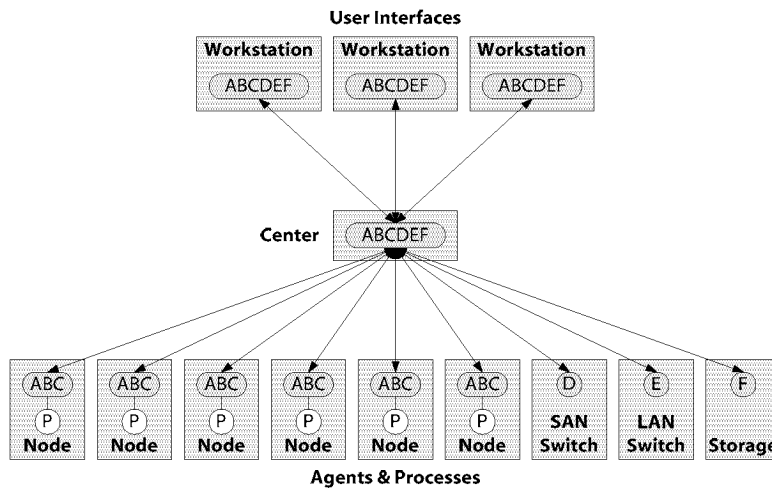 User Interfaces
Workstation Workstation Workstation
ABCDEF ABCDEF ABCDEF
Center ABCDEF
ABC ABC ABC ABC ABC ABC D E F
P P P P P P SAN LAN
Node Node Node Node Node Node Switch Switch Storage
Agents & Processes